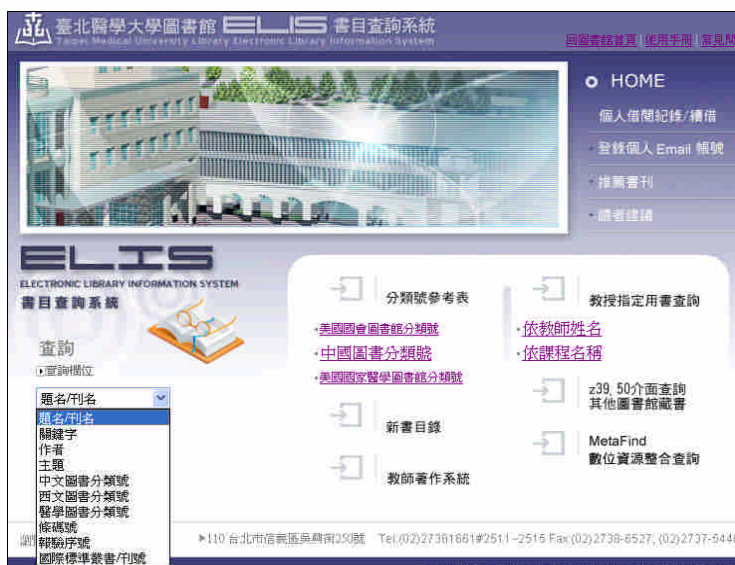 臺北醫學大學圖書館 ELIS 書目查詢系統
Taipei Medical University Library Electronic Library Information System
回圖書館首頁 | 使用手冊 | 常見問
HOME
個人借閱紀錄/續借
登錄個人 Email 帳號
推薦書刊
讀者建議
ELIS
ELECTRONIC LIBRARY INFORMATION SYSTEM
書目查詢系統
查詢
查詢欄位
題名/刊名
題名/刊名
關鍵字
作者
主題
中文圖書分類號
西文圖書分類號
醫學圖書分類號
條碼號
報驗序號
國際標準叢書/刊號
分類號參考表
美國國會圖書館分類號
中國圖書分類號
美國國家醫學圖書館分類號
新書目錄
教師著作系統
教授指定用書查詢
依教師姓名
依課程名稱
z39. 50介面查詢
其他圖書館藏書
MetaFind
數位資源整合查詢
110 台北市信義區吳興街250號 Tel:(02)27361661#2511~2515 Fax:(02)2738-6527; (02)2737-5446